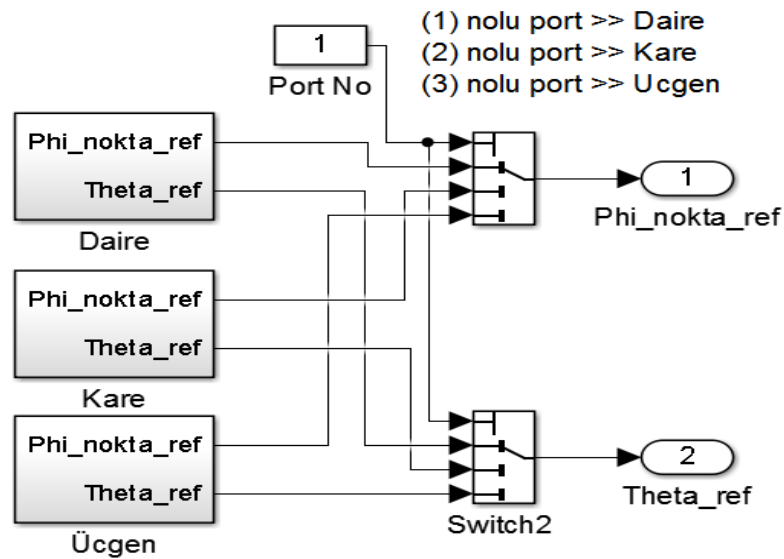 1
Port No
(1) nolu port >> Daire
(2) nolu port >> Kare
(3) nolu port >> Ucgen
Phi_nokta_ref
Theta_ref
Daire
1
Phi_nokta_ref
Phi_nokta_ref
Theta_ref
Kare
Phi_nokta_ref
Theta_ref
Ücgen
Switch2
2
Theta_ref